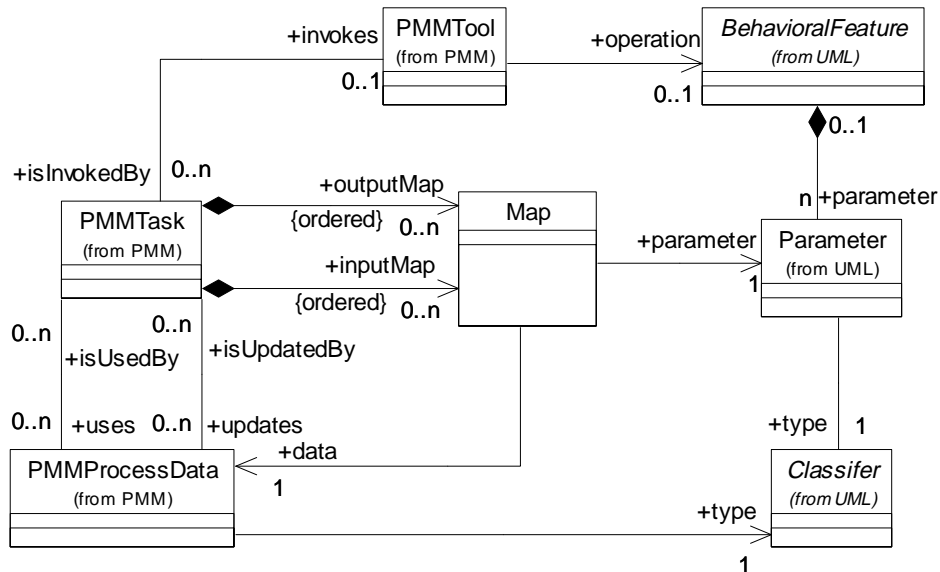 PMMTool
(from PMM)
BehavioralFeature
(from UML)
+invokes
0..1
+operation
0..1
0..1
+isInvokedBy
0..n
n
+parameter
PMMTask
(from PMM)
+outputMap
{ordered}
0..n
Map
+parameter
1
Parameter
(from UML)
+inputMap
{ordered}
0..n
0..n
+isUsedBy
0..n
+isUpdatedBy
0..n
+uses
0..n
+updates
+data
1
+type
1
PMMProcessData
(from PMM)
Classifer
(from UML)
+type
1